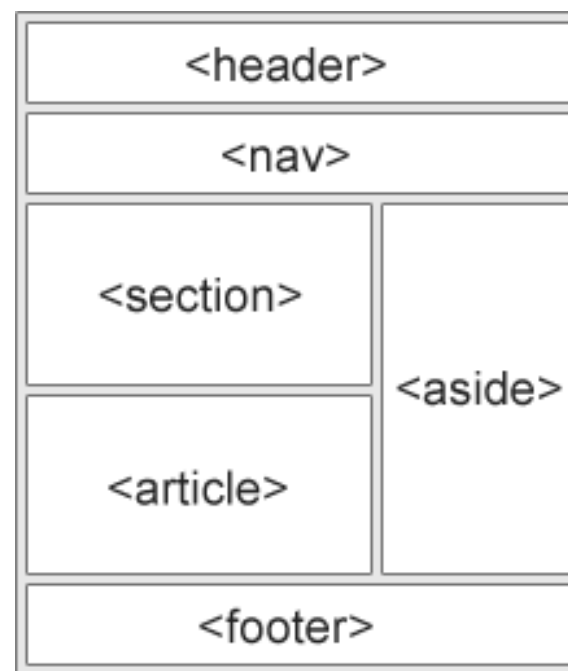 <header>
<nav>
<section>
<aside>
<article>
<footer>